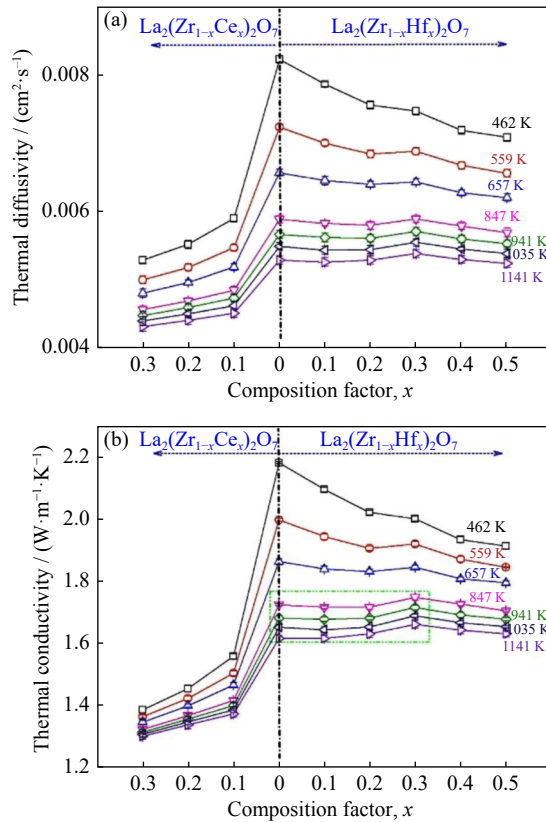 (a)
La₂(Zr₁₋ₓCeₓ)₂O₇ La₂(Zr₁₋ₓHfₓ)₂O₇
0.008
0.006
0.004
Thermal diffusivity / (cm²·s⁻¹)
462 K
559 K
657 K
847 K
941 K
1035 K
1141 K
0.3 0.2 0.1 0 0.1 0.2 0.3 0.4 0.5
Composition factor, x
(b)
La₂(Zr₁₋ₓCeₓ)₂O₇ La₂(Zr₁₋ₓHfₓ)₂O₇
2.2
2.0
1.8
1.6
1.4
1.2
Thermal conductivity / (W·m⁻¹·K⁻¹)
462 K
559 K
657 K
847 K
941 K
1035 K
1141 K
0.3 0.2 0.1 0 0.1 0.2 0.3 0.4 0.5
Composition factor, x